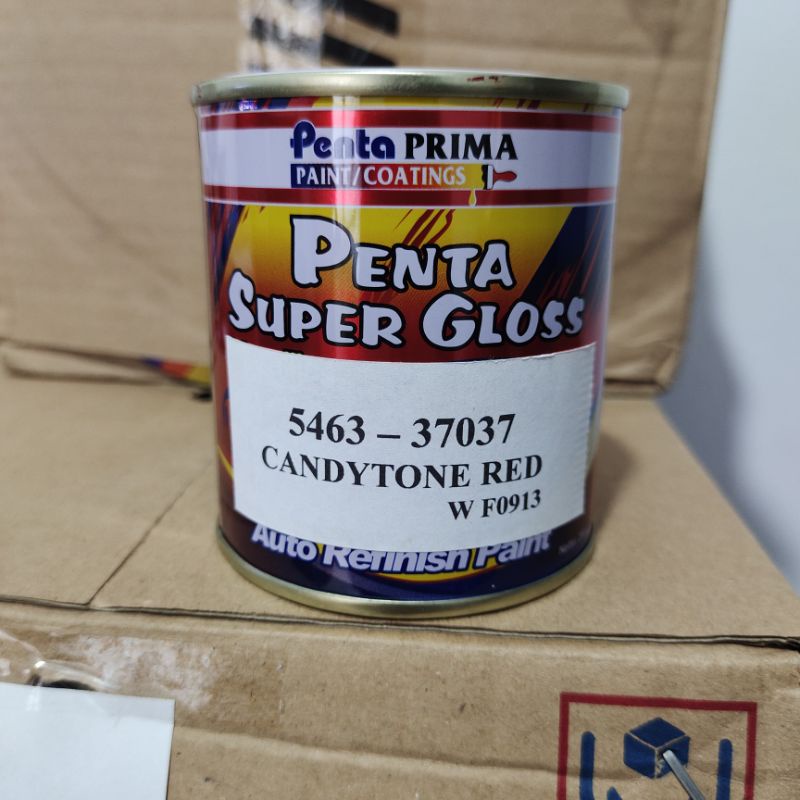 Penta PRIMA
PAINT/COATINGS
PENTA
SUPER GLOSS
5463 – 37037
CANDYTONE RED
W F0913
Auto Refinish Paint